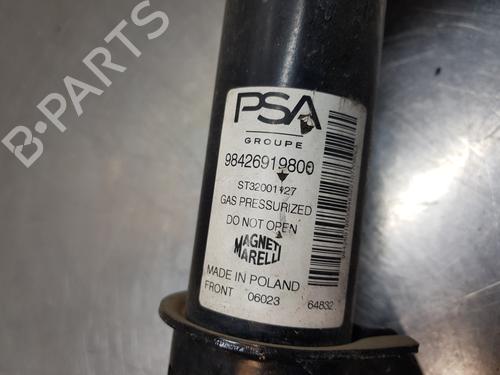 B-PARTS
PSA
GROUPE
98426919800
ST32001127
GAS PRESSURIZED
DO NOT OPEN
MAGNETI
MARELLI
MADE IN POLAND
FRONT 06023 64832